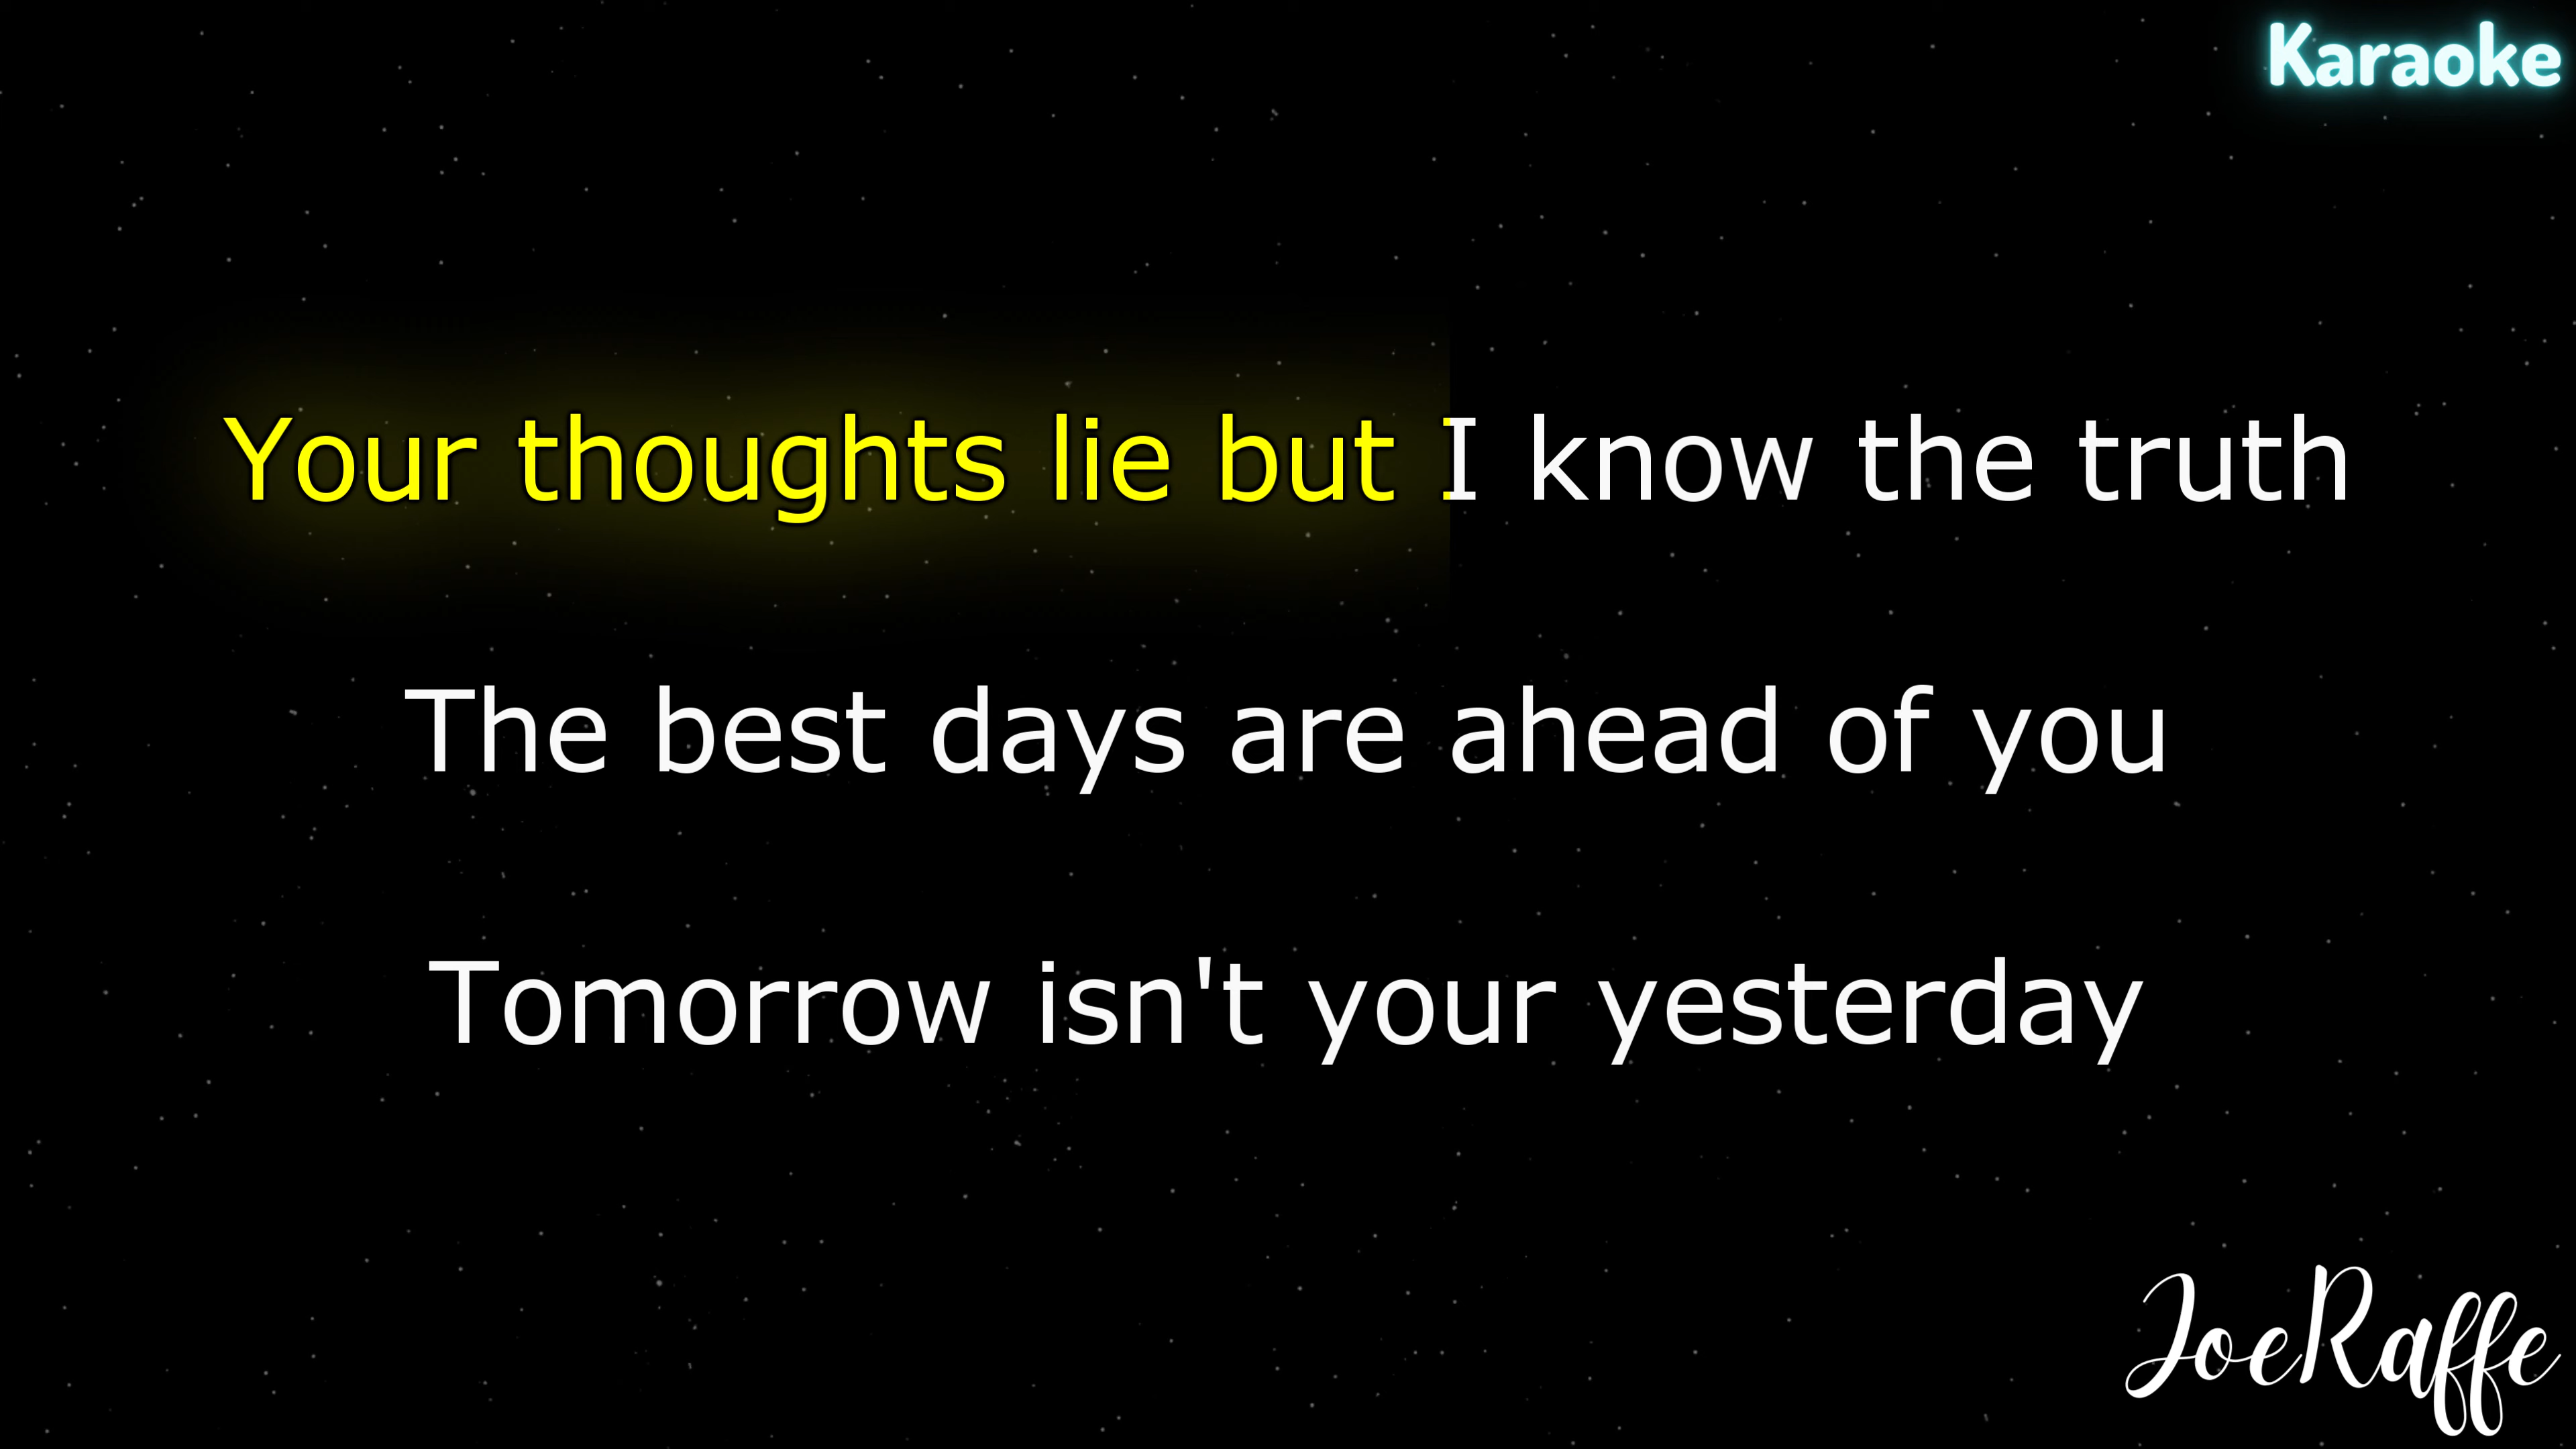 Karaoke
Your thoughts lie but I know the truth
The best days are ahead of you
Tomorrow isn't your yesterday
JoeRaffe